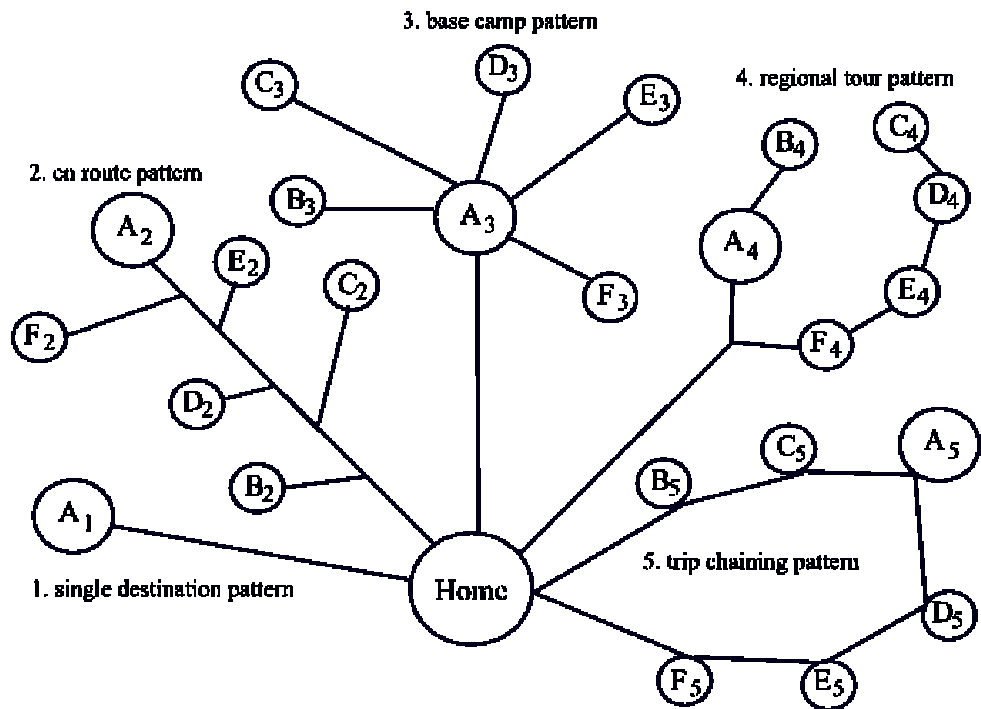 3. base camp pattern
C3
D3
E3
4. regional tour pattern
B4
C4
2. en route pattern
A2
B3
A3
A4
D4
E2
C2
F3
E4
F2
F4
D2
B2
B5
C5
A5
A1
5. trip chaining pattern
1. single destination pattern
Home
D5
F5
E5